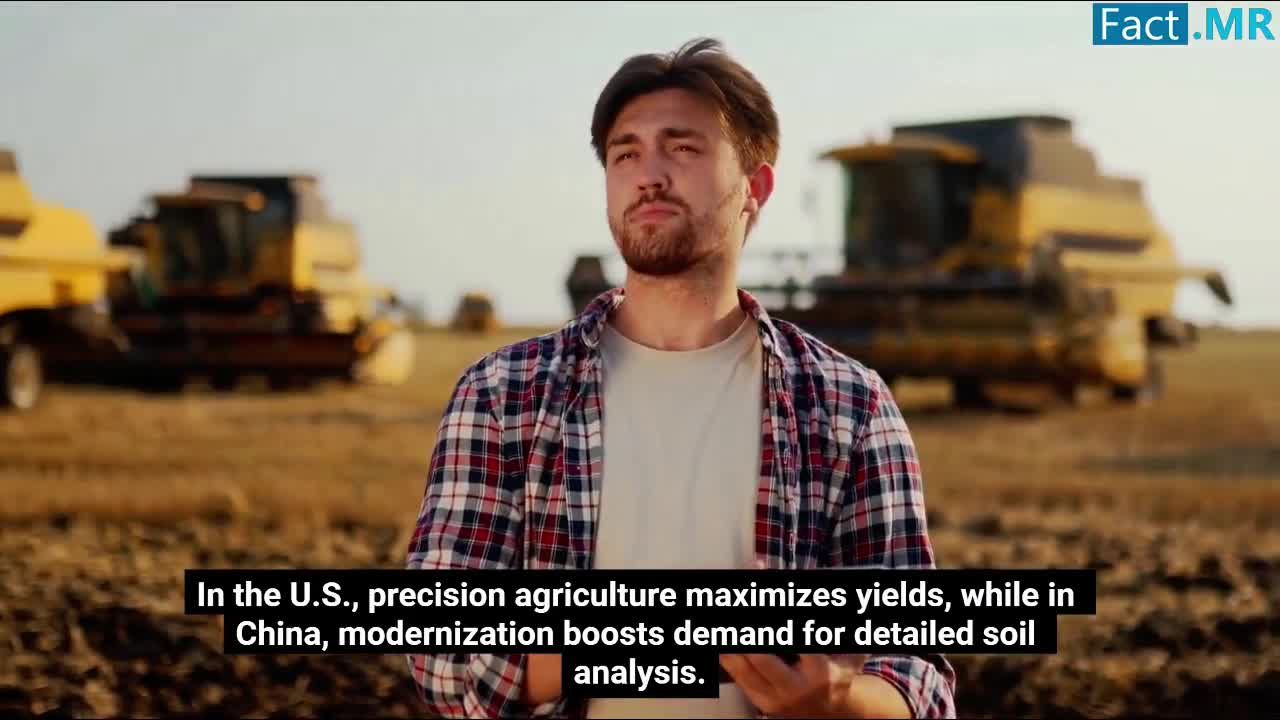 Fact.MR
In the U.S., precision agriculture maximizes yields, while in
China, modernization boosts demand for detailed soil
analysis.